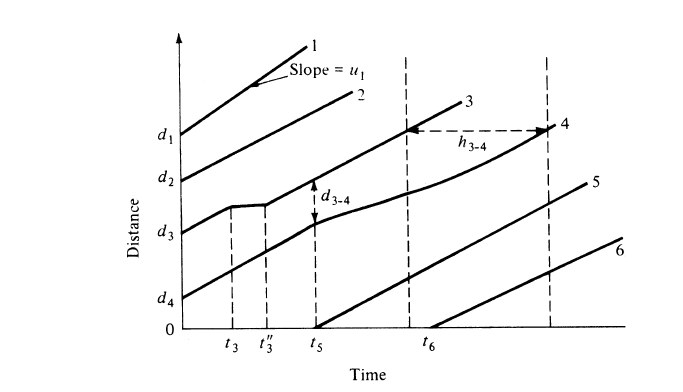 1
Slope = u₁
2
3
4
h₃₋₄
d₁
d₂
d₃₋₄
5
d₃
6
d₄
0
t₃
t₃″
t₅
t₆
Distance
Time